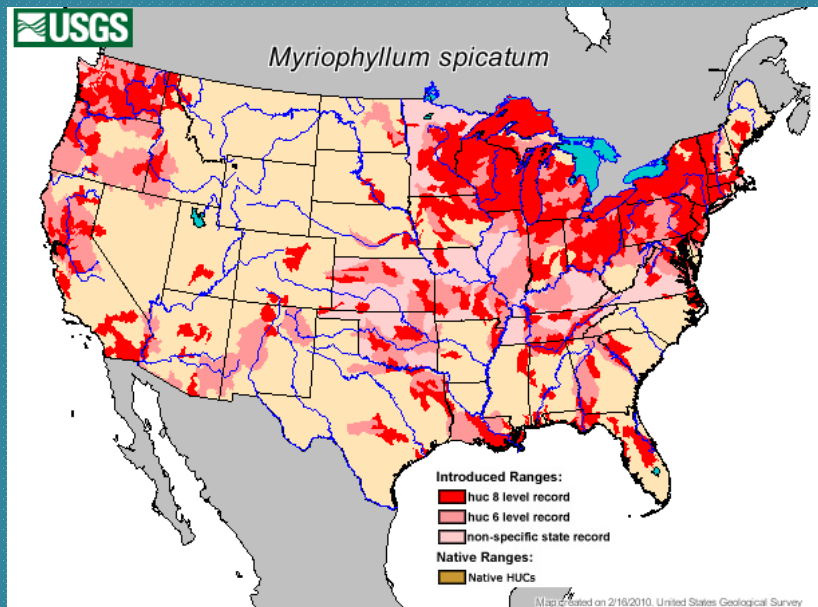 USGS
Myriophyllum spicatum
Introduced Ranges:
huc 8 level record
huc 6 level record
non-specific state record
Native Ranges:
Native HUCs
Map created on 2/16/2010. United States Geological Survey